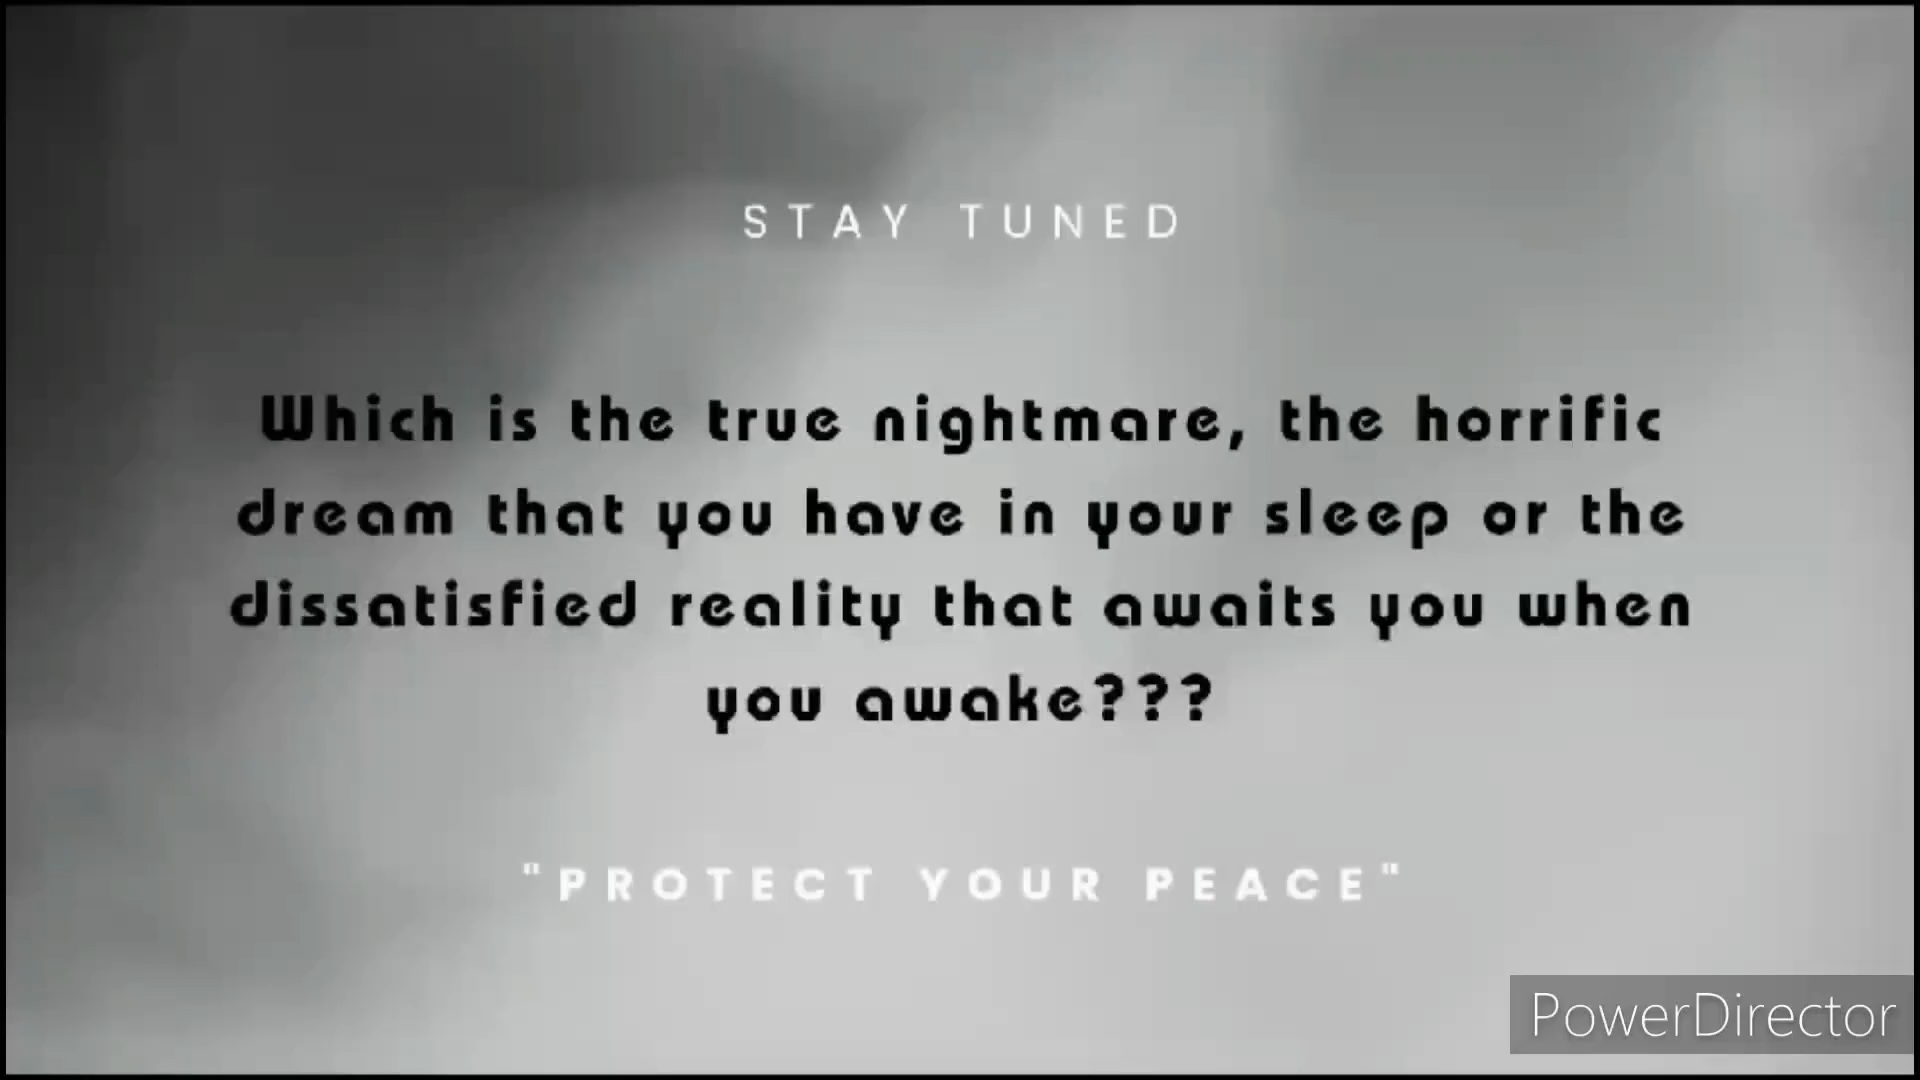 STAY TUNED
Which is the true nightmare, the horrific
dream that you have in your sleep or the
dissatisfied reality that awaits you when
you awake???
"PROTECT YOUR PEACE"
PowerDirector